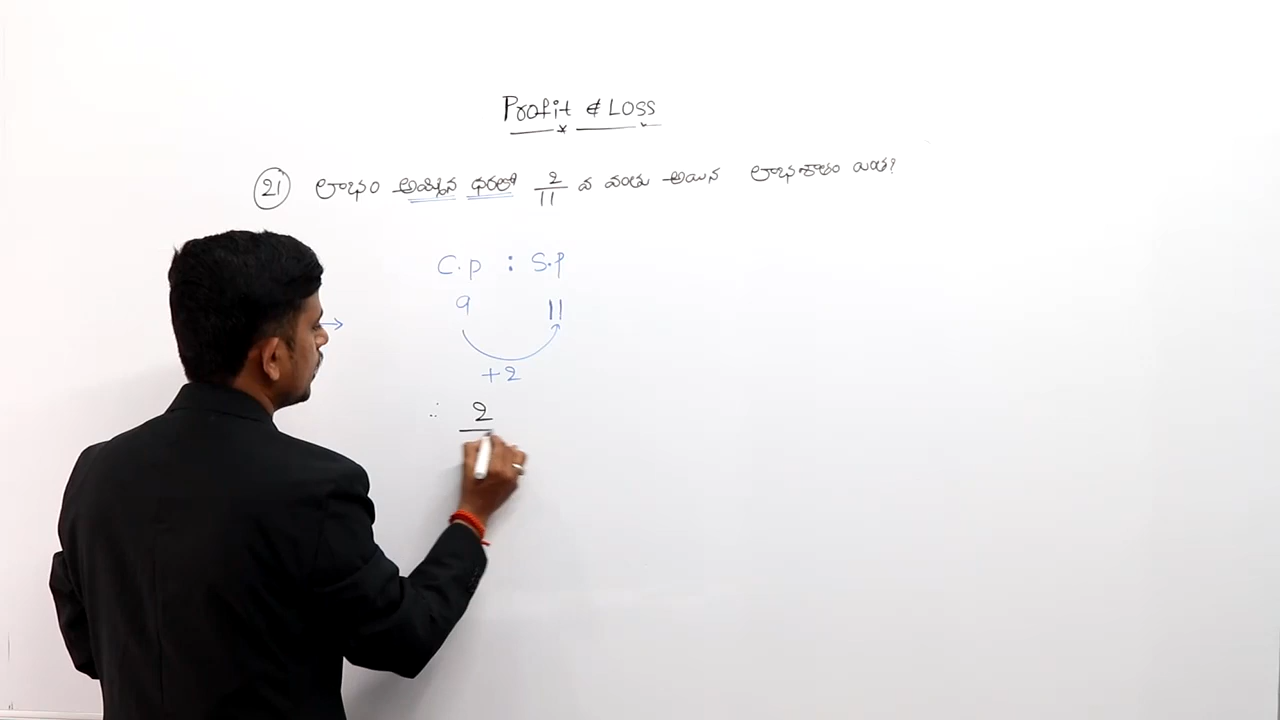 Profit & Loss
21 లాభం అమ్మిన ధరలో 2/11 వ వంతు అయిన లాభశాతం ఎంత?
C.p : S.p
9 11
+2
∴ 2